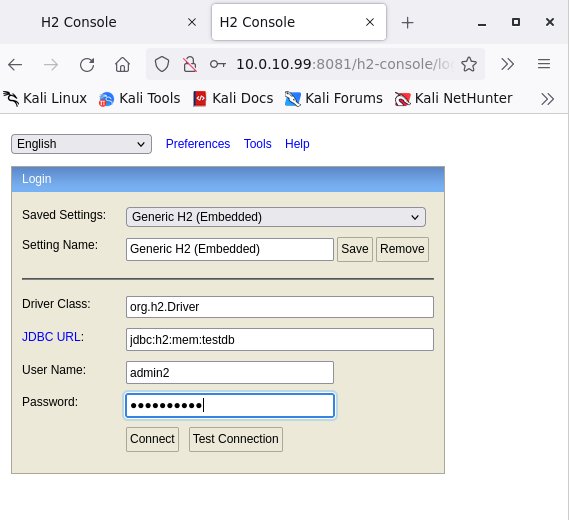 H2 Console
H2 Console
10.0.10.99:8081/h2-console/lo
Kali Linux Kali Tools Kali Docs Kali Forums Kali NetHunter
English Preferences Tools Help
Login
Saved Settings: Generic H2 (Embedded)
Setting Name: Generic H2 (Embedded) Save Remove
Driver Class: org.h2.Driver
JDBC URL: jdbc:h2:mem:testdb
User Name: admin2
Password: ••••••••••
Connect Test Connection